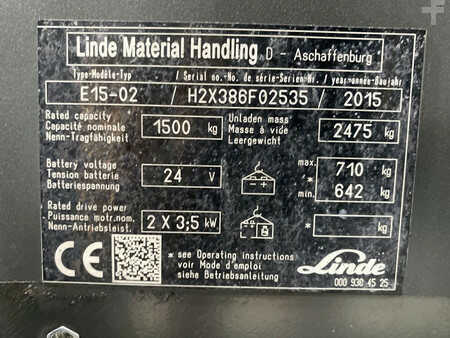 Linde Material Handling D - Aschaffenburg
Type-Modèle-Typ / Serial no.-No. de série-Serien-Nr. / year-année-Baujahr
E15-02 / H2X386F02535 / 2015
Rated capacity
Capacité nominale
Nenn-Tragfähigkeit
1500 kg
Unladen mass
Masse à vide
Leergewicht
2475 kg
Battery voltage
Tension batterie
Batteriespannung
24 V
- +
max. 710
* kg
min. 642
Rated drive power
Puissance motr.nom.
Nenn-Antriebsleist.
2 X 3,5 kW
* kg
CE
* see Operating instructions
voir Mode d'emploi
siehe Betriebsanleitung
Linde
000 930 45 25